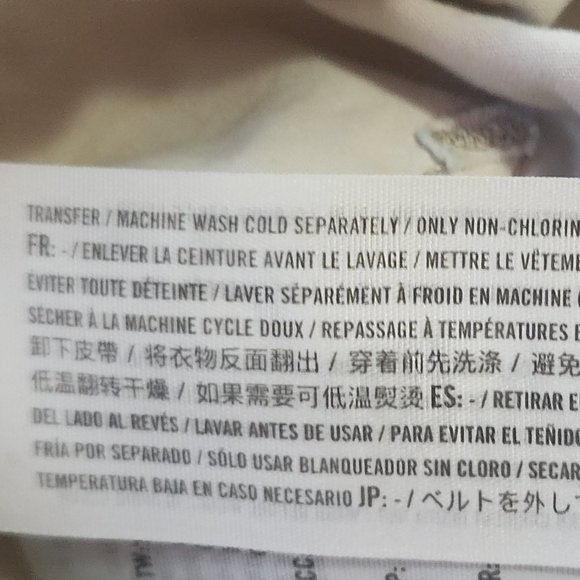 TRANSFER / MACHINE WASH COLD SEPARATELY / ONLY NON-CHLORIN
FR: - / ENLEVER LA CEINTURE AVANT LE LAVAGE / METTRE LE VÊTEME
ÉVITER TOUTE DÉTEINTE / LAVER SÉPARÉMENT À FROID EN MACHINE
SÉCHER À LA MACHINE CYCLE DOUX / REPASSAGE À TEMPÉRATURES
卸下皮帶 / 将衣物反面翻出 / 穿着前先洗涤 / 避免
低温翻转干燥 / 如果需要可低温熨烫 ES: - / RETIRAR E
DEL LADO AL REVÉS / LAVAR ANTES DE USAR / PARA EVITAR EL TEÑIDO
FRÍA POR SEPARADO / SÓLO USAR BLANQUEADOR SIN CLORO / SECAR
TEMPERATURA BAJA EN CASO NECESARIO JP: - / ベルトを外し